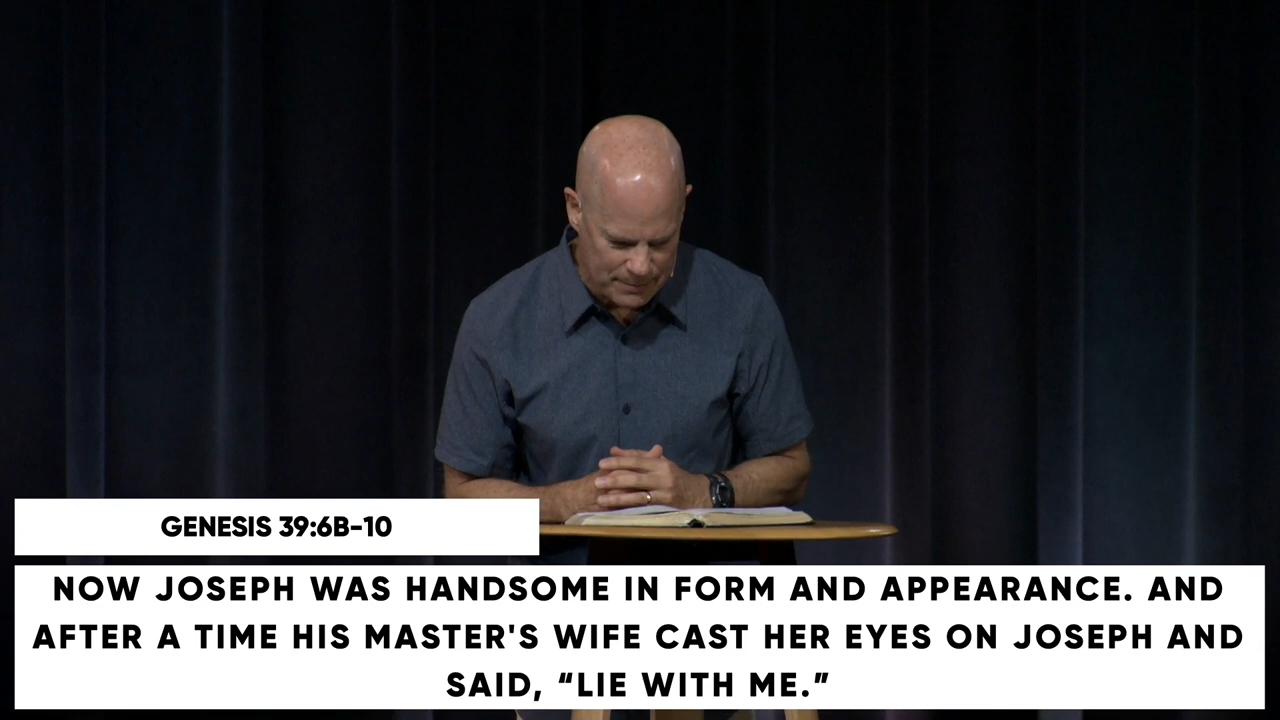 GENESIS 39:6B-10
NOW JOSEPH WAS HANDSOME IN FORM AND APPEARANCE. AND
AFTER A TIME HIS MASTER'S WIFE CAST HER EYES ON JOSEPH AND
SAID, “LIE WITH ME.”